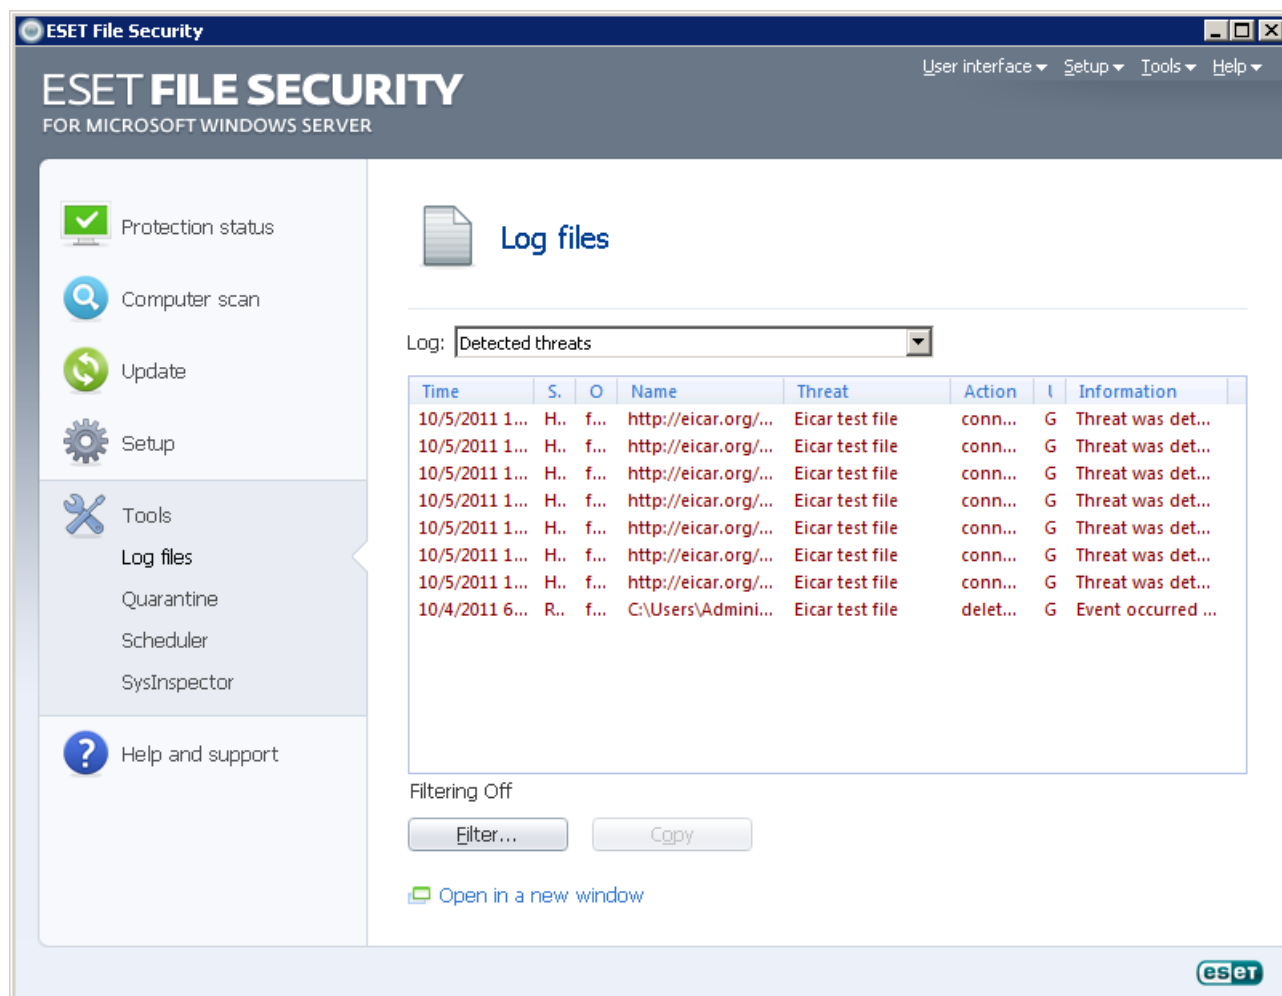 ESET File Security
ESET FILE SECURITY
FOR MICROSOFT WINDOWS SERVER
User interface Setup Tools Help
Protection status
Computer scan
Update
Setup
Tools
Log files
Quarantine
Scheduler
SysInspector
Help and support
Log files
Log: Detected threats
Time S. O Name Threat Action Information
10/5/2011 1... H.. f... http://eicar.org/... Eicar test file conn... G Threat was det...
10/5/2011 1... H.. f... http://eicar.org/... Eicar test file conn... G Threat was det...
10/5/2011 1... H.. f... http://eicar.org/... Eicar test file conn... G Threat was det...
10/5/2011 1... H.. f... http://eicar.org/... Eicar test file conn... G Threat was det...
10/5/2011 1... H.. f... http://eicar.org/... Eicar test file conn... G Threat was det...
10/5/2011 1... H.. f... http://eicar.org/... Eicar test file conn... G Threat was det...
10/5/2011 1... H.. f... http://eicar.org/... Eicar test file conn... G Threat was det...
10/4/2011 6... R.. f... C:\Users\Admini... Eicar test file delet... G Event occurred ...
Filtering Off
Filter... Copy
Open in a new window
eseT